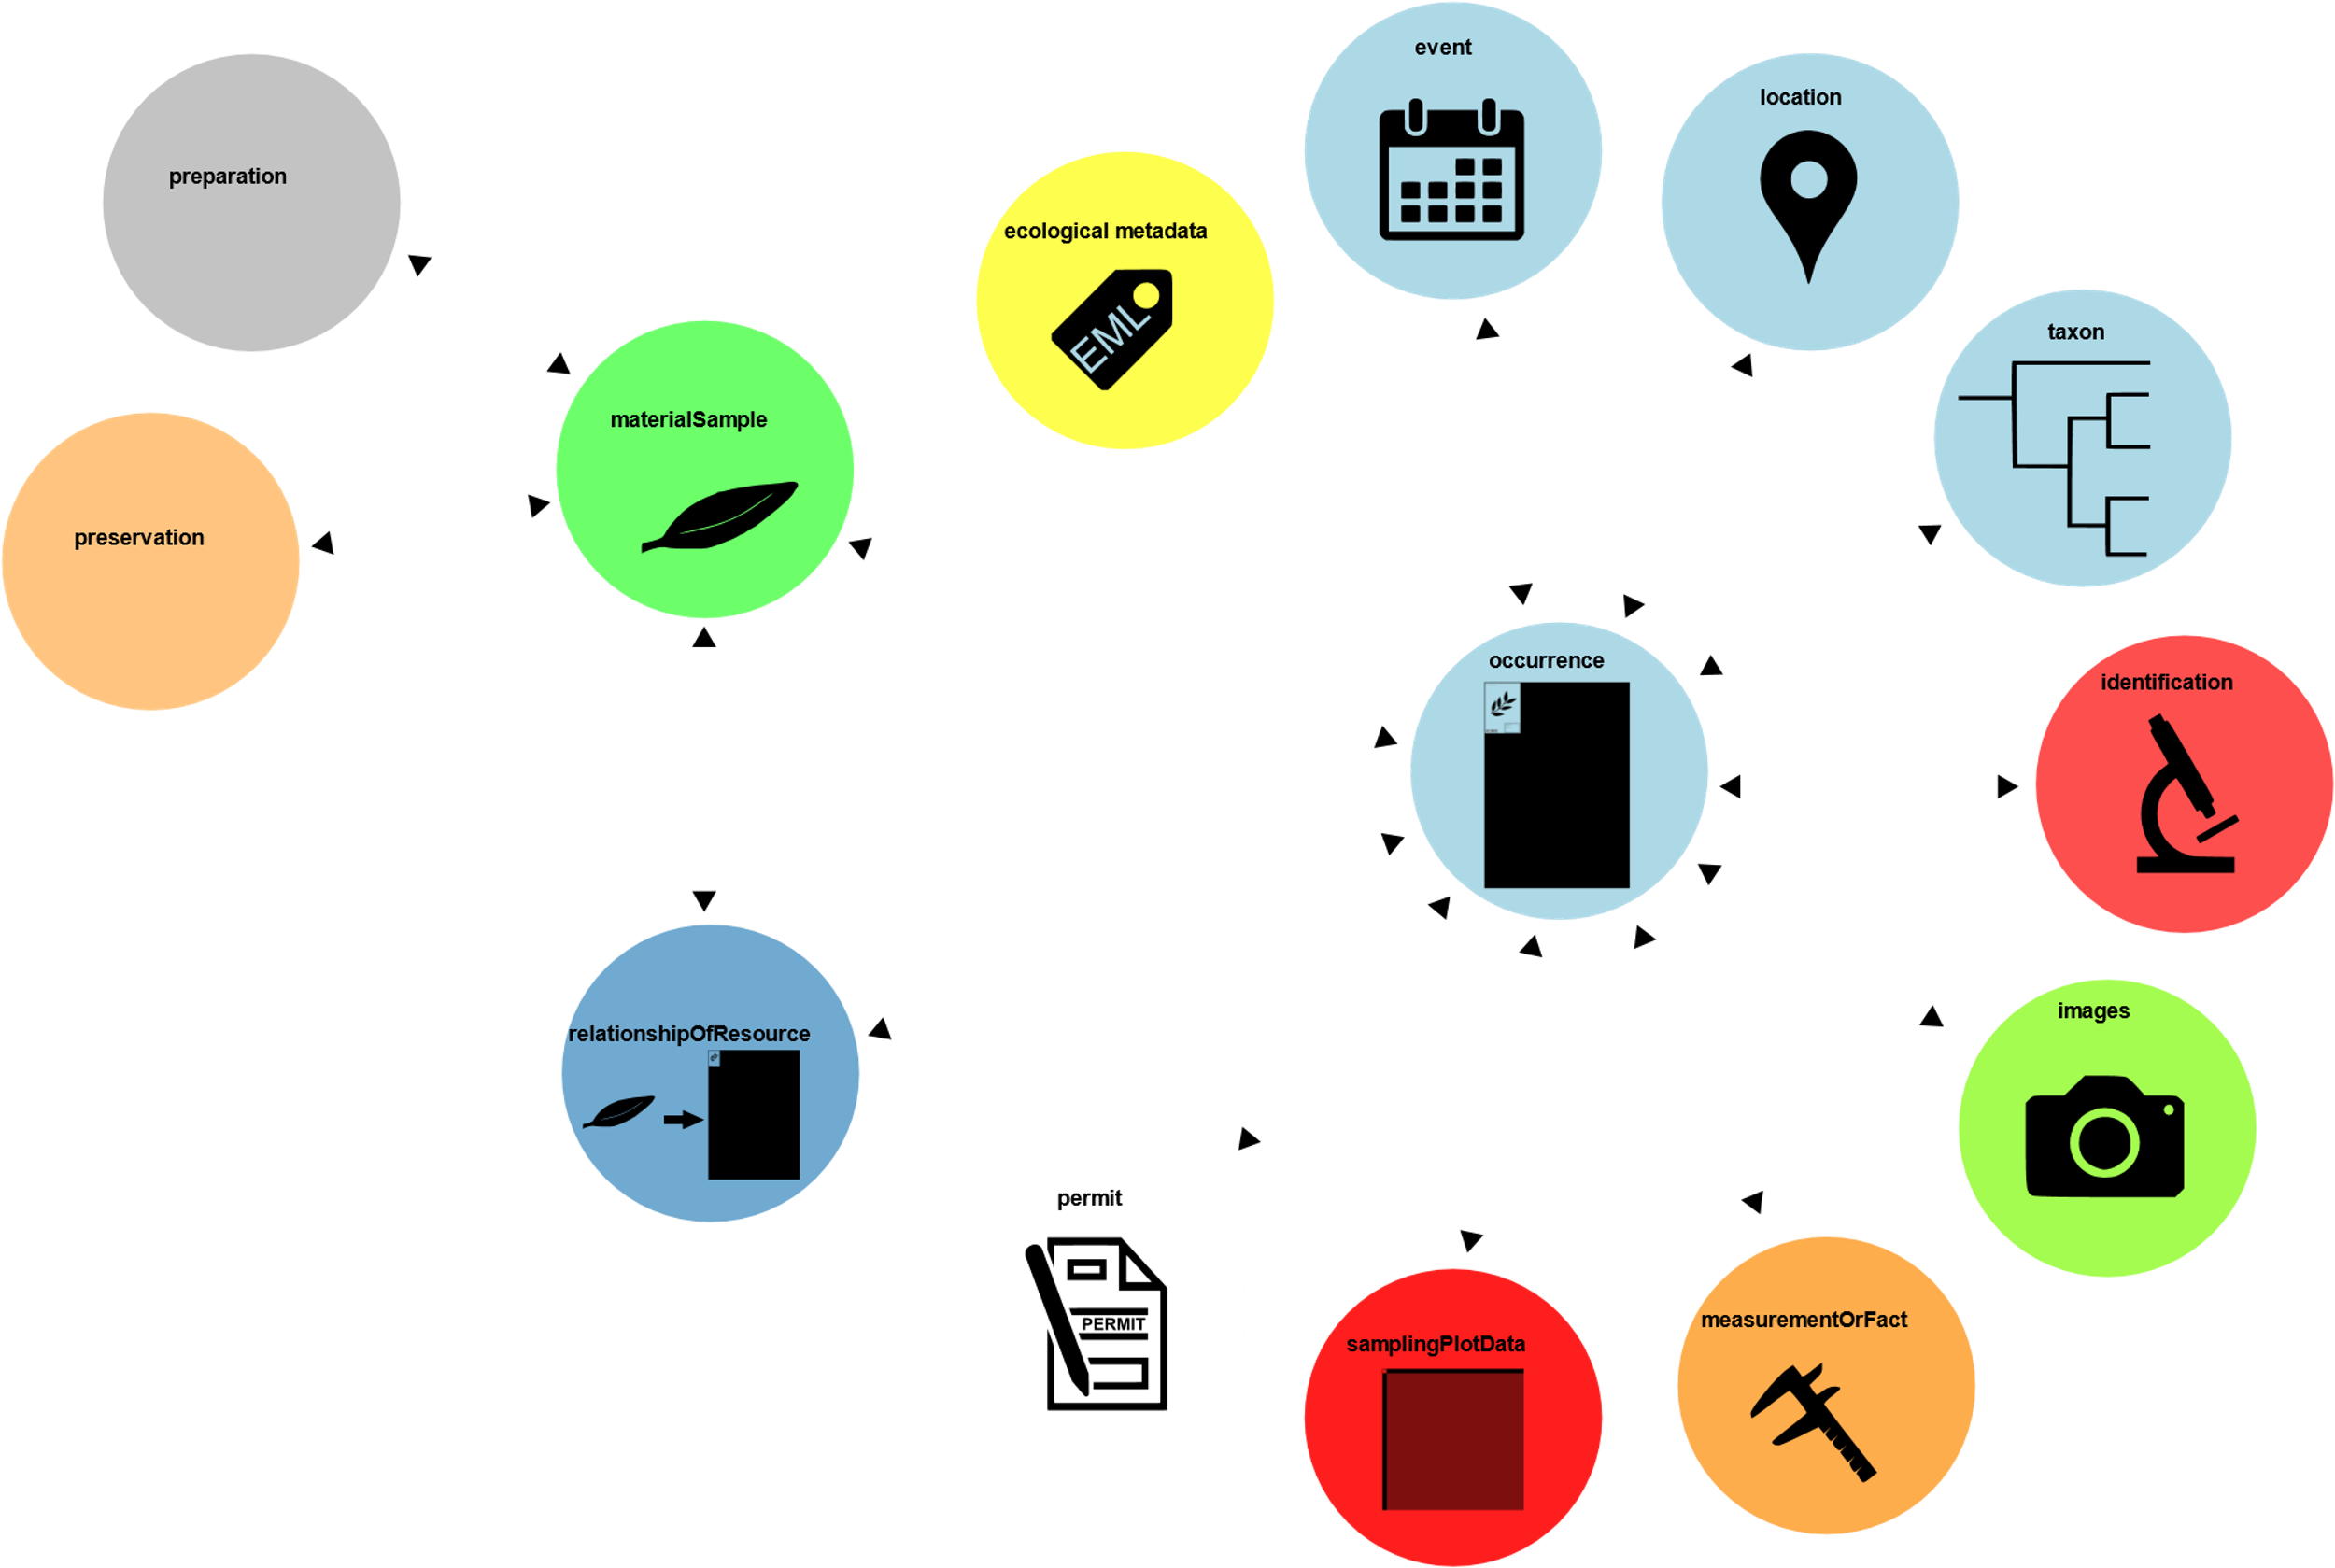 event
location
preparation
ecological metadata
EML
taxon
materialSample
preservation
occurrence
identification
images
relationshipOfResource
permit
PERMIT
measurementOrFact
samplingPlotData